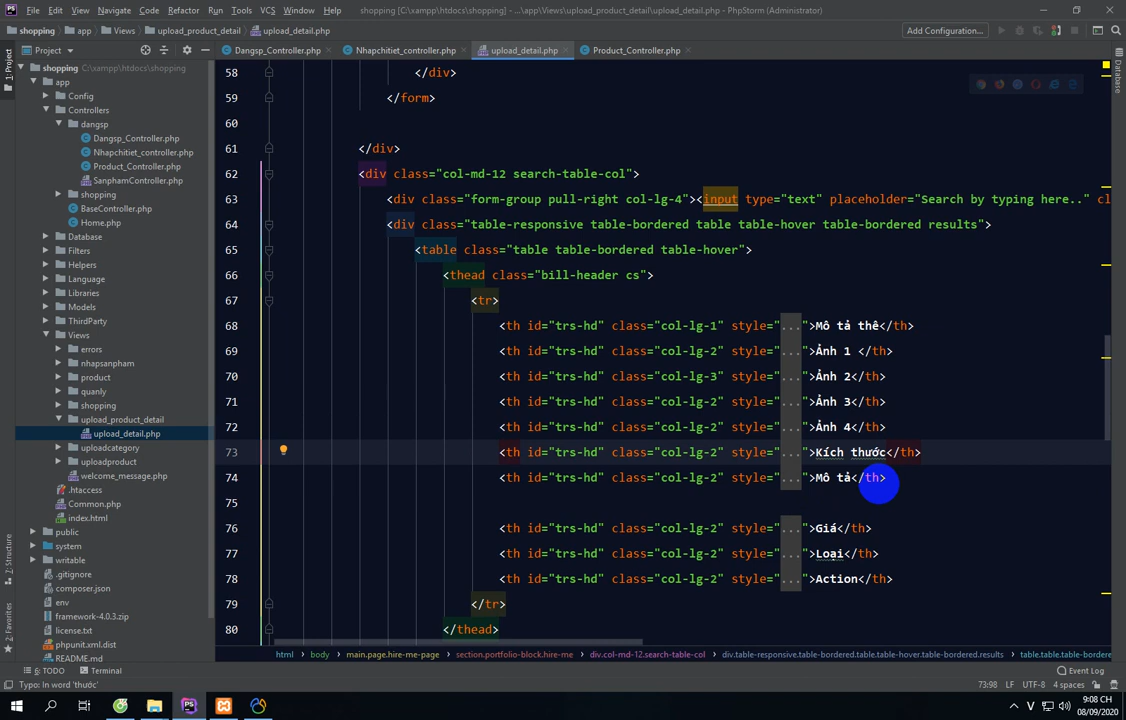 File Edit View Navigate Code Refactor Run Tools VCS Window Help shopping [C:\xampp\htdocs\shopping] - ...\app\Views\upload_product_detail\upload_detail.php - PhpStorm (Administrator)
shopping app Views upload_product_detail upload_detail.php Add Configuration...
Project Dangsp_Controller.php Nhapchitiet_controller.php upload_detail.php Product_Controller.php
1: Project
7: Structure
2: Favorites
Database
shopping C:\xampp\htdocs\shopping
app
Config
Controllers
dangsp
Dangsp_Controller.php
Nhapchitiet_controller.php
Product_Controller.php
SanphamController.php
shopping
BaseController.php
Home.php
Database
Filters
Helpers
Language
Libraries
Models
ThirdParty
Views
errors
nhapsanpham
product
quanly
shopping
upload_product_detail
upload_detail.php
uploadcategory
uploadproduct
welcome_message.php
.htaccess
Common.php
index.html
public
system
writable
.gitignore
composer.json
env
framework-4.0.3.zip
license.txt
phpunit.xml.dist
README.md
58 </div>
59 </form>
60
61 </div>
62 <div class="col-md-12 search-table-col">
63 <div class="form-group pull-right col-lg-4"><input type="text" placeholder="Search by typing here.." cl
64 <div class="table-responsive table-bordered table table-hover table-bordered results">
65 <table class="table table-bordered table-hover">
66 <thead class="bill-header cs">
67 <tr>
68 <th id="trs-hd" class="col-lg-1" style="...">Mô tả thê</th>
69 <th id="trs-hd" class="col-lg-2" style="...">Ảnh 1 </th>
70 <th id="trs-hd" class="col-lg-3" style="...">Ảnh 2</th>
71 <th id="trs-hd" class="col-lg-2" style="...">Ảnh 3</th>
72 <th id="trs-hd" class="col-lg-2" style="...">Ảnh 4</th>
73 <th id="trs-hd" class="col-lg-2" style="...">Kích thước</th>
74 <th id="trs-hd" class="col-lg-2" style="...">Mô tả</th>
75
76 <th id="trs-hd" class="col-lg-2" style="...">Giá</th>
77 <th id="trs-hd" class="col-lg-2" style="...">Loại</th>
78 <th id="trs-hd" class="col-lg-2" style="...">Action</th>
79 </tr>
80 </thead>
html body main.page.hire-me-page section.portfolio-block.hire-me div.col-md-12.search-table-col div.table-responsive.table-bordered.table.table-hover.table-bordered.results table.table.table-bordere
6: TODO Terminal Event Log
Typo: In word 'thước' 73:98 LF UTF-8 4 spaces
V 9:08 CH
08/09/2020